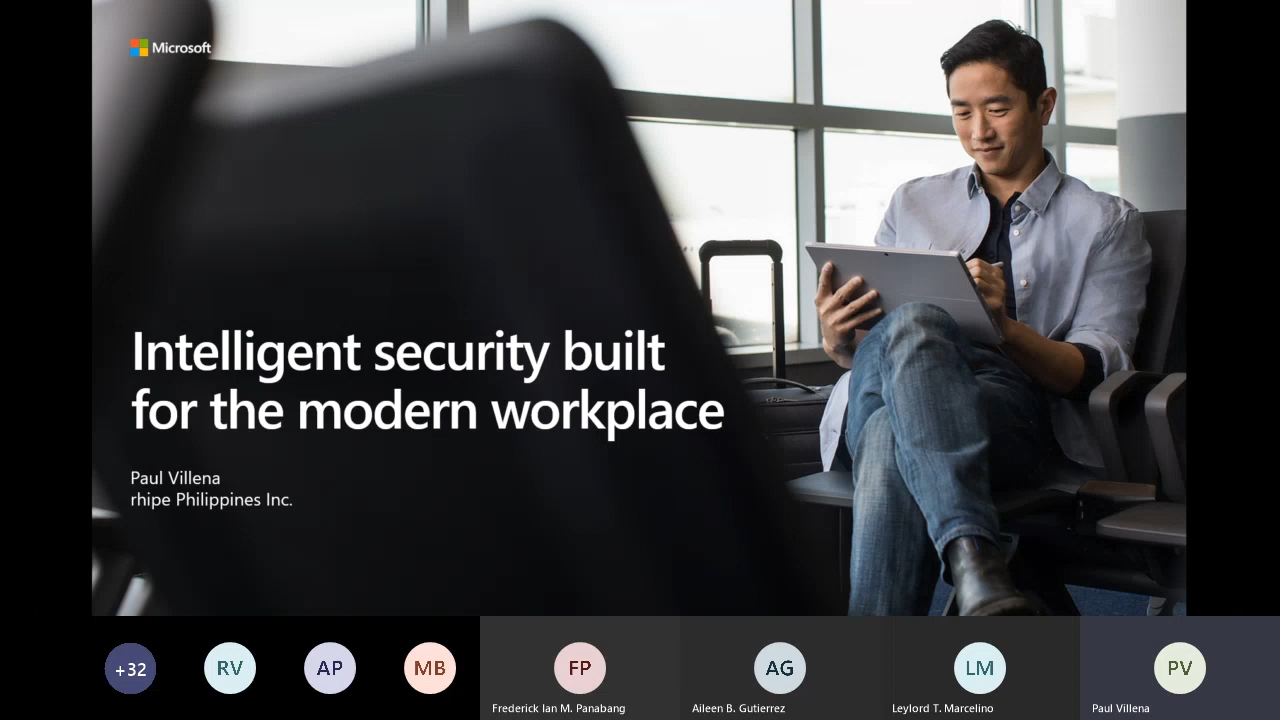 Microsoft
Intelligent security built
for the modern workplace
Paul Villena
rhipe Philippines Inc.
+32
RV
AP
MB
FP
AG
LM
PV
Frederick Ian M. Panabang
Aileen B. Gutierrez
Leylord T. Marcelino
Paul Villena